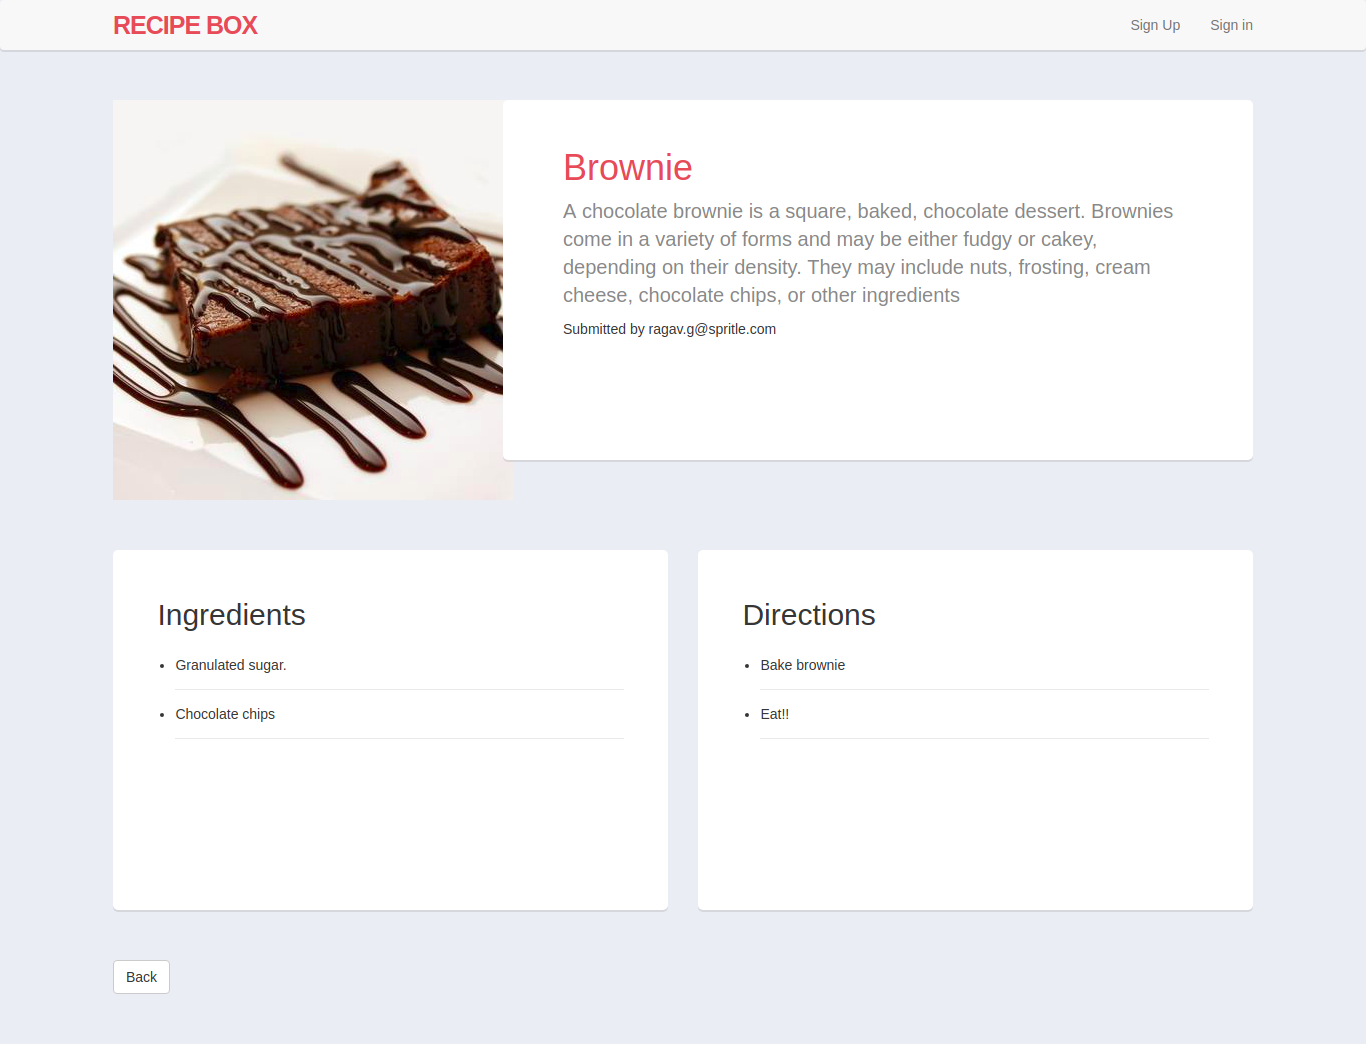 RECIPE BOX
Sign Up
Sign in
Brownie
A chocolate brownie is a square, baked, chocolate dessert. Brownies
come in a variety of forms and may be either fudgy or cakey,
depending on their density. They may include nuts, frosting, cream
cheese, chocolate chips, or other ingredients
Submitted by ragav.g@spritle.com
Ingredients
Granulated sugar.
Chocolate chips
Directions
Bake brownie
Eat!!
Back